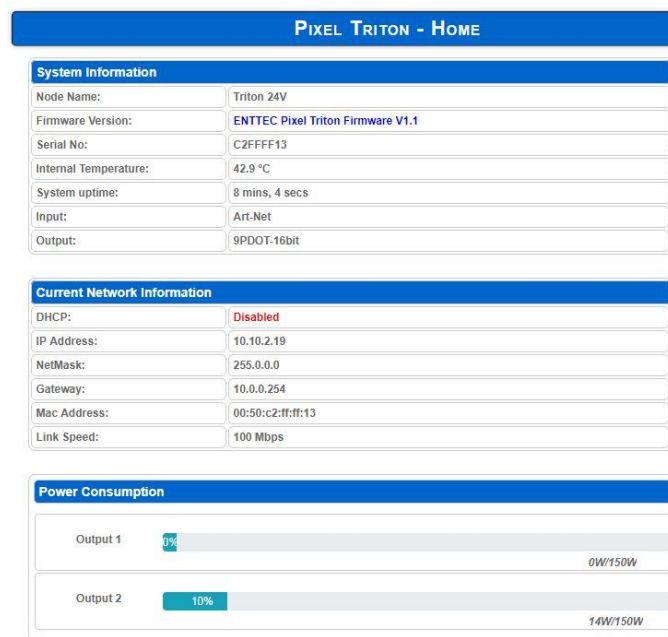 PIXEL TRITON - HOME
System Information
Node Name: Triton 24V
Firmware Version: ENTTEC Pixel Triton Firmware V1.1
Serial No: C2FFFF13
Internal Temperature: 42.9 °C
System uptime: 8 mins, 4 secs
Input: Art-Net
Output: 9PDOT-16bit
Current Network Information
DHCP: Disabled
IP Address: 10.10.2.19
NetMask: 255.0.0.0
Gateway: 10.0.0.254
Mac Address: 00:50:c2:ff:ff:13
Link Speed: 100 Mbps
Power Consumption
Output 1 0%
0W/150W
Output 2 10%
14W/150W